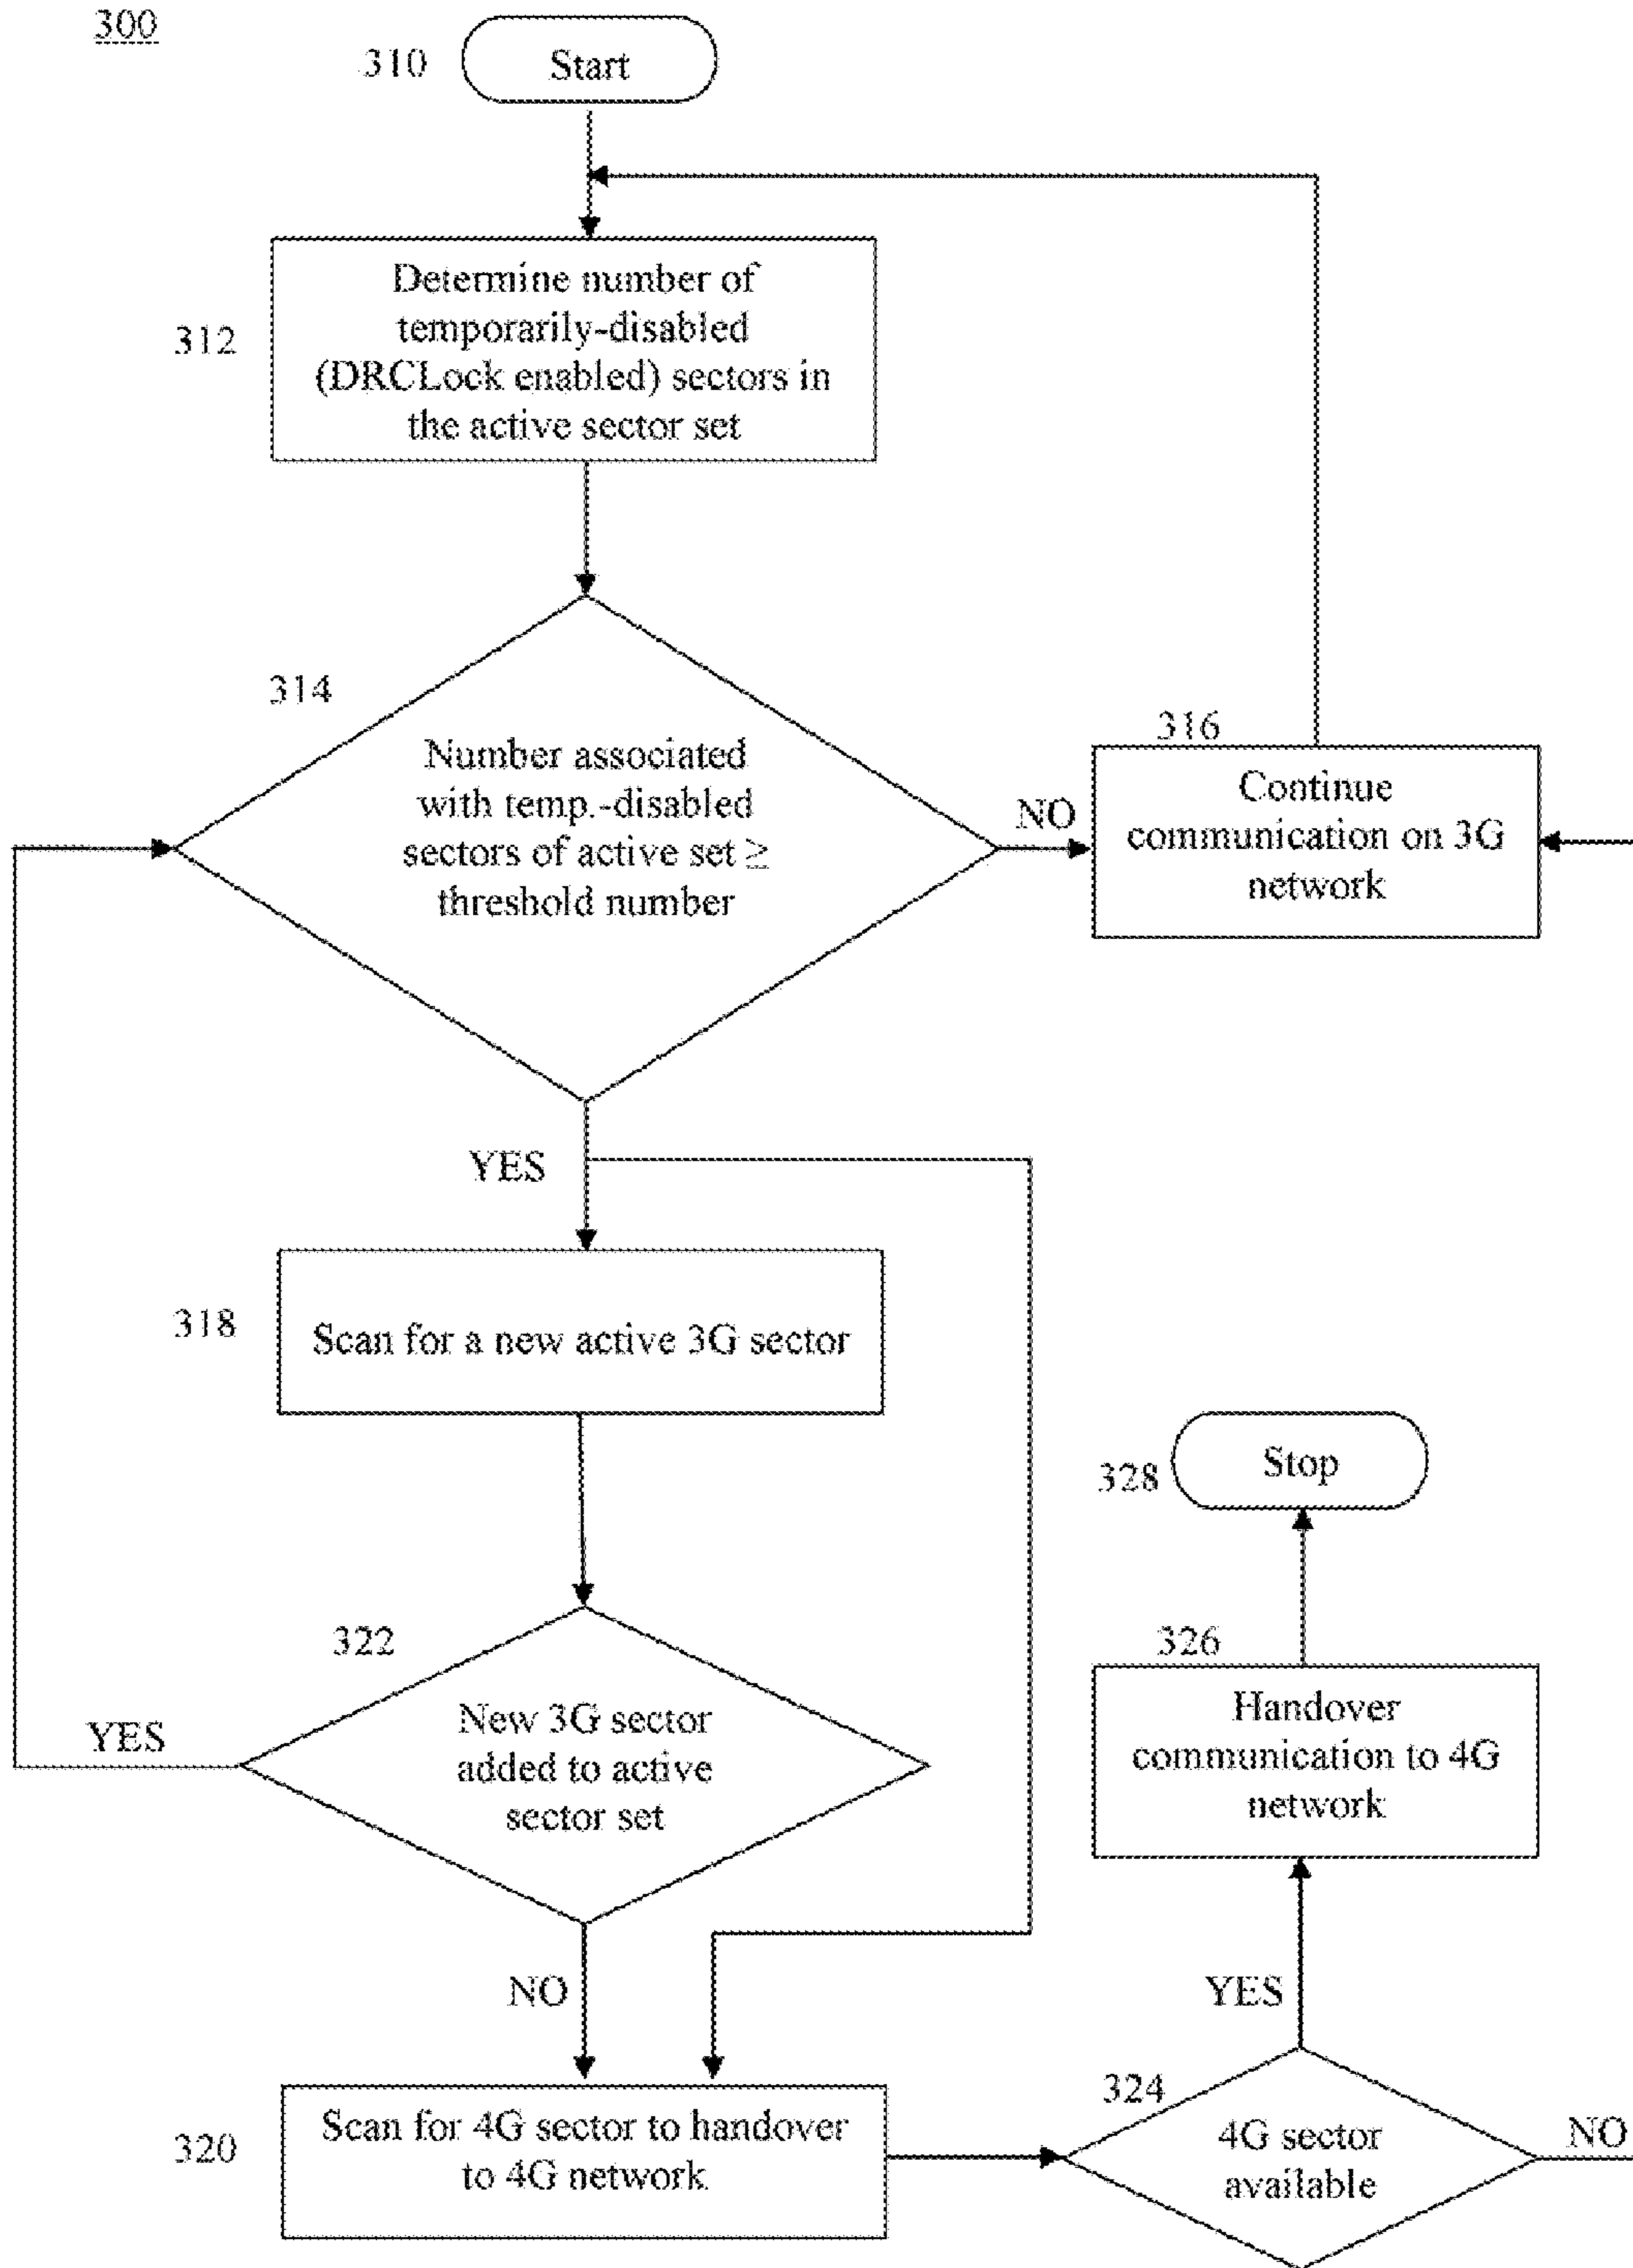 300
310
Start
312
Determine number of
temporarily-disabled
(DRCLock enabled) sectors in
the active sector set
314
Number associated
with temp.-disabled
sectors of active set ≥
threshold number
NO
316
Continue
communication on 3G
network
YES
318
Scan for a new active 3G sector
322
New 3G sector
added to active
sector set
YES
NO
320
Scan for 4G sector to handover
to 4G network
324
4G sector
available
NO
YES
326
Handover
communication to 4G
network
328
Stop